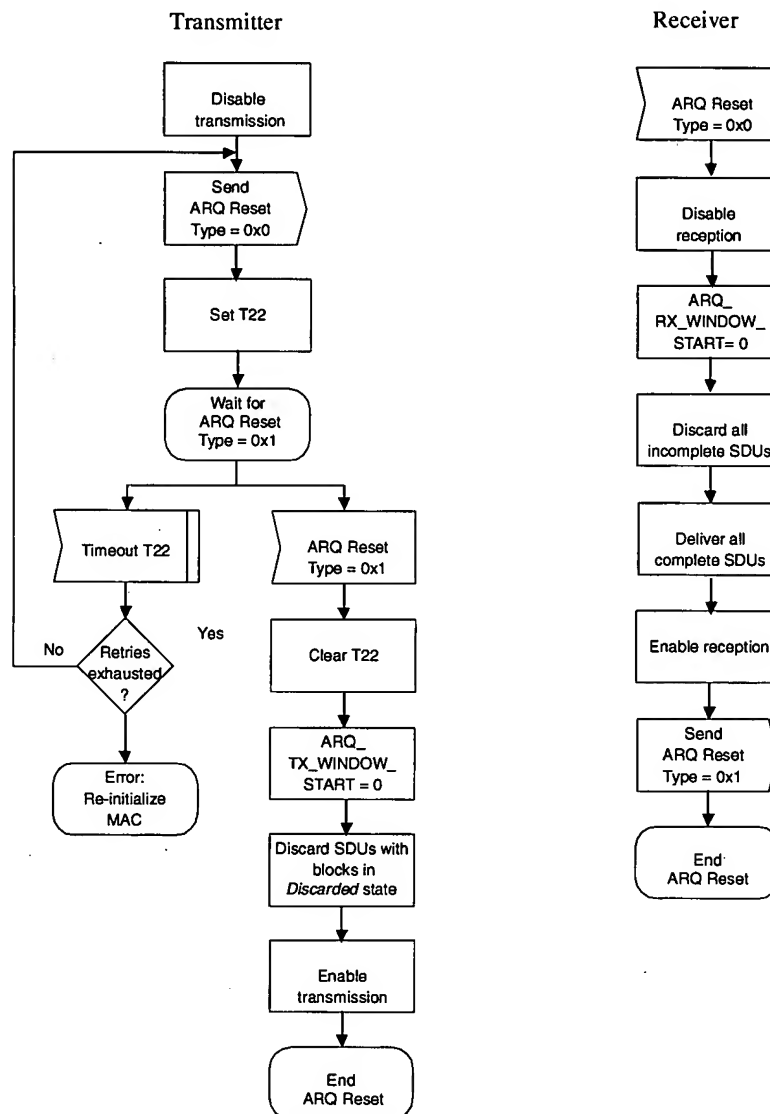 Transmitter
Disable
transmission
Send
ARQ Reset
Type = 0x0
Set T22
Wait for
ARQ Reset
Type = 0x1
Timeout T22
No
Yes
Retries
exhausted
?
Error:
Re-initialize
MAC
ARQ Reset
Type = 0x1
Clear T22
ARQ_
TX_WINDOW_
START = 0
Discard SDUs with
blocks in
Discarded state
Enable
transmission
End
ARQ Reset
Receiver
ARQ Reset
Type = 0x0
Disable
reception
ARQ_
RX_WINDOW_
START= 0
Discard all
incomplete SDUs
Deliver all
complete SDUs
Enable reception
Send
ARQ Reset
Type = 0x1
End
ARQ Reset